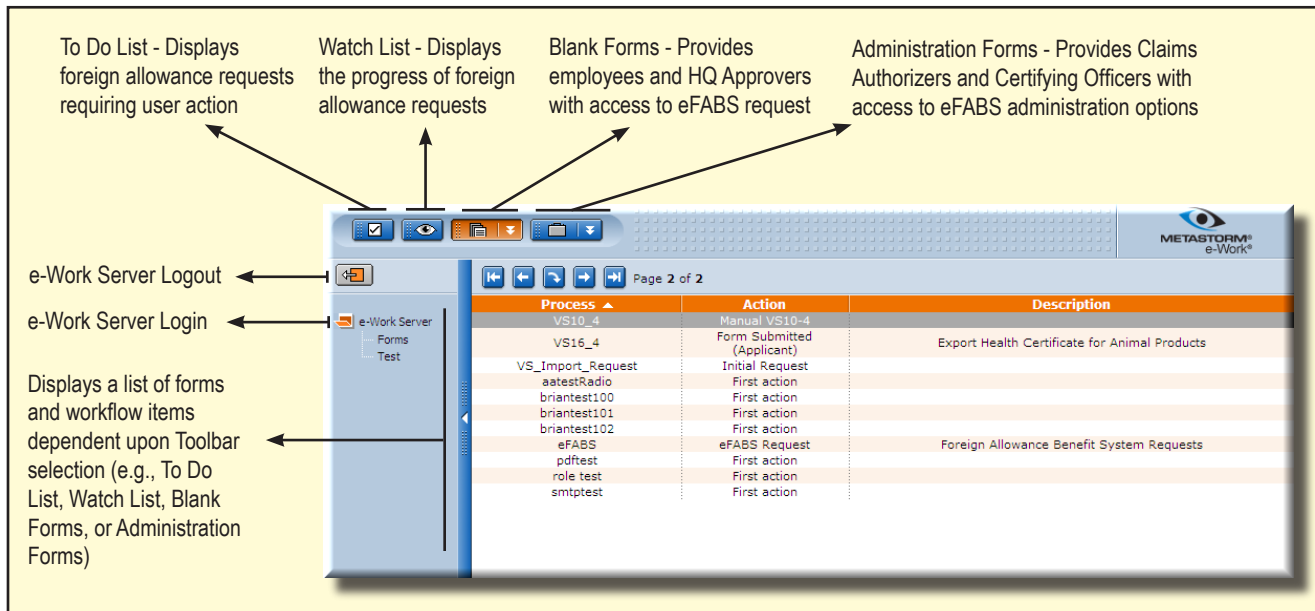 To Do List - Displays
foreign allowance requests
requiring user action
Watch List - Displays
the progress of foreign
allowance requests
Blank Forms - Provides
employees and HQ Approvers
with access to eFABS request
Administration Forms - Provides Claims
Authorizers and Certifying Officers with
access to eFABS administration options
METASTORM®
e-Work®
e-Work Server Logout
Page 2 of 2
e-Work Server Login
e-Work Server
Forms
Test
Displays a list of forms
and workflow items
dependent upon Toolbar
selection (e.g., To Do
List, Watch List, Blank
Forms, or Administration
Forms)
Process Action Description
VS10_4 Manual VS10-4
VS16_4 Form Submitted (Applicant) Export Health Certificate for Animal Products
VS_Import_Request Initial Request
aatestRadio First action
briantest100 First action
briantest101 First action
briantest102 First action
eFABS eFABS Request Foreign Allowance Benefit System Requests
pdftest First action
role test First action
smtptest First action